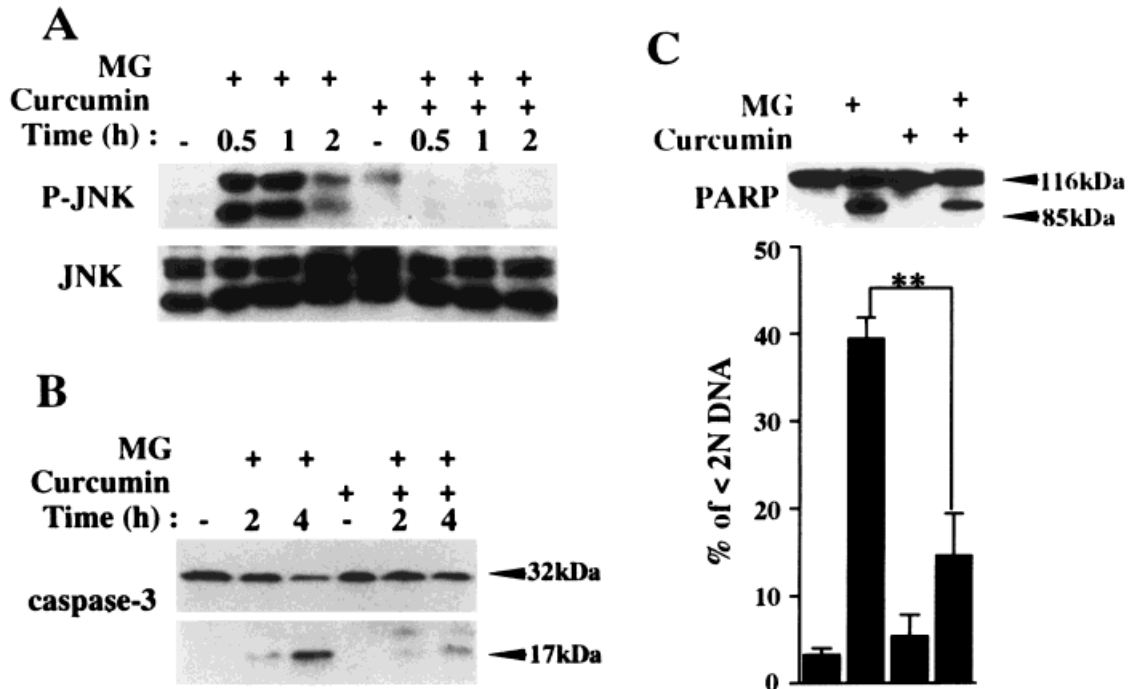 A
MG + + + + + +
Curcumin + + + +
Time (h) : - 0.5 1 2 - 0.5 1 2
P-JNK
JNK
B
MG + + + +
Curcumin + + +
Time (h) : - 2 4 - 2 4
32kDa
caspase-3
17kDa
C
MG + +
Curcumin + +
116kDa
PARP
85kDa
50
**
40
30
20
10
0
% of < 2N DNA